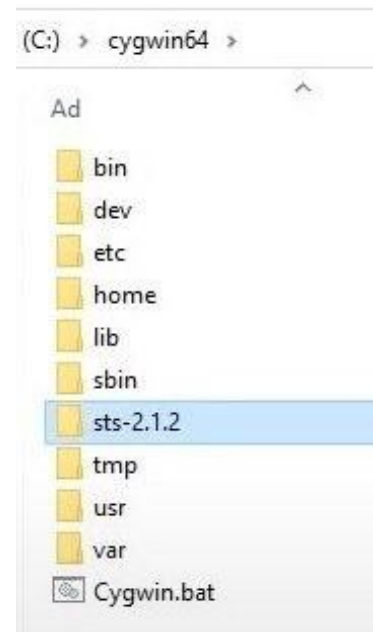 (C:) > cygwin64 >
Ad
bin
dev
etc
home
lib
sbin
sts-2.1.2
tmp
usr
var
Cygwin.bat